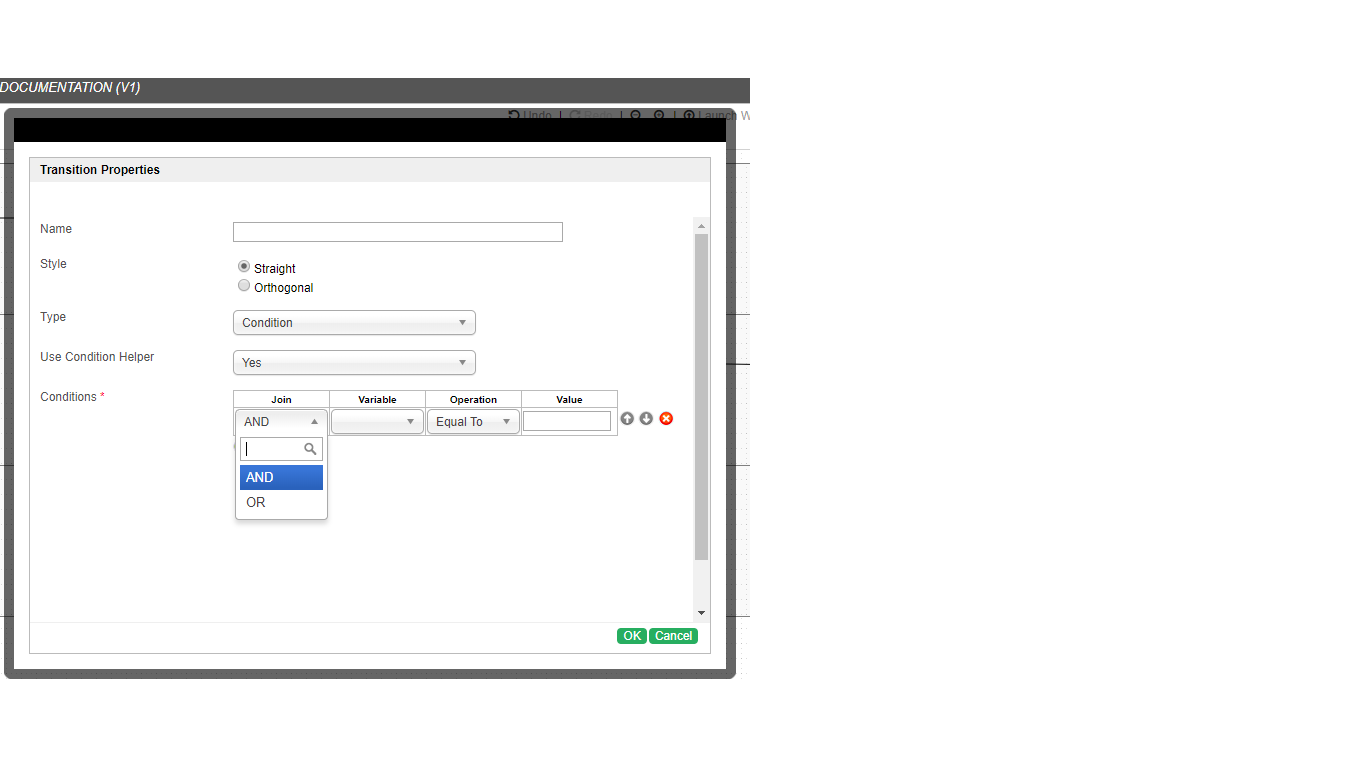 DOCUMENTATION (V1)
Undo | Redo | | Launch W
Transition Properties
Name
Style
Straight
Orthogonal
Type
Condition
Use Condition Helper
Yes
Conditions *
Join Variable Operation Value
AND Equal To
AND
OR
OK Cancel